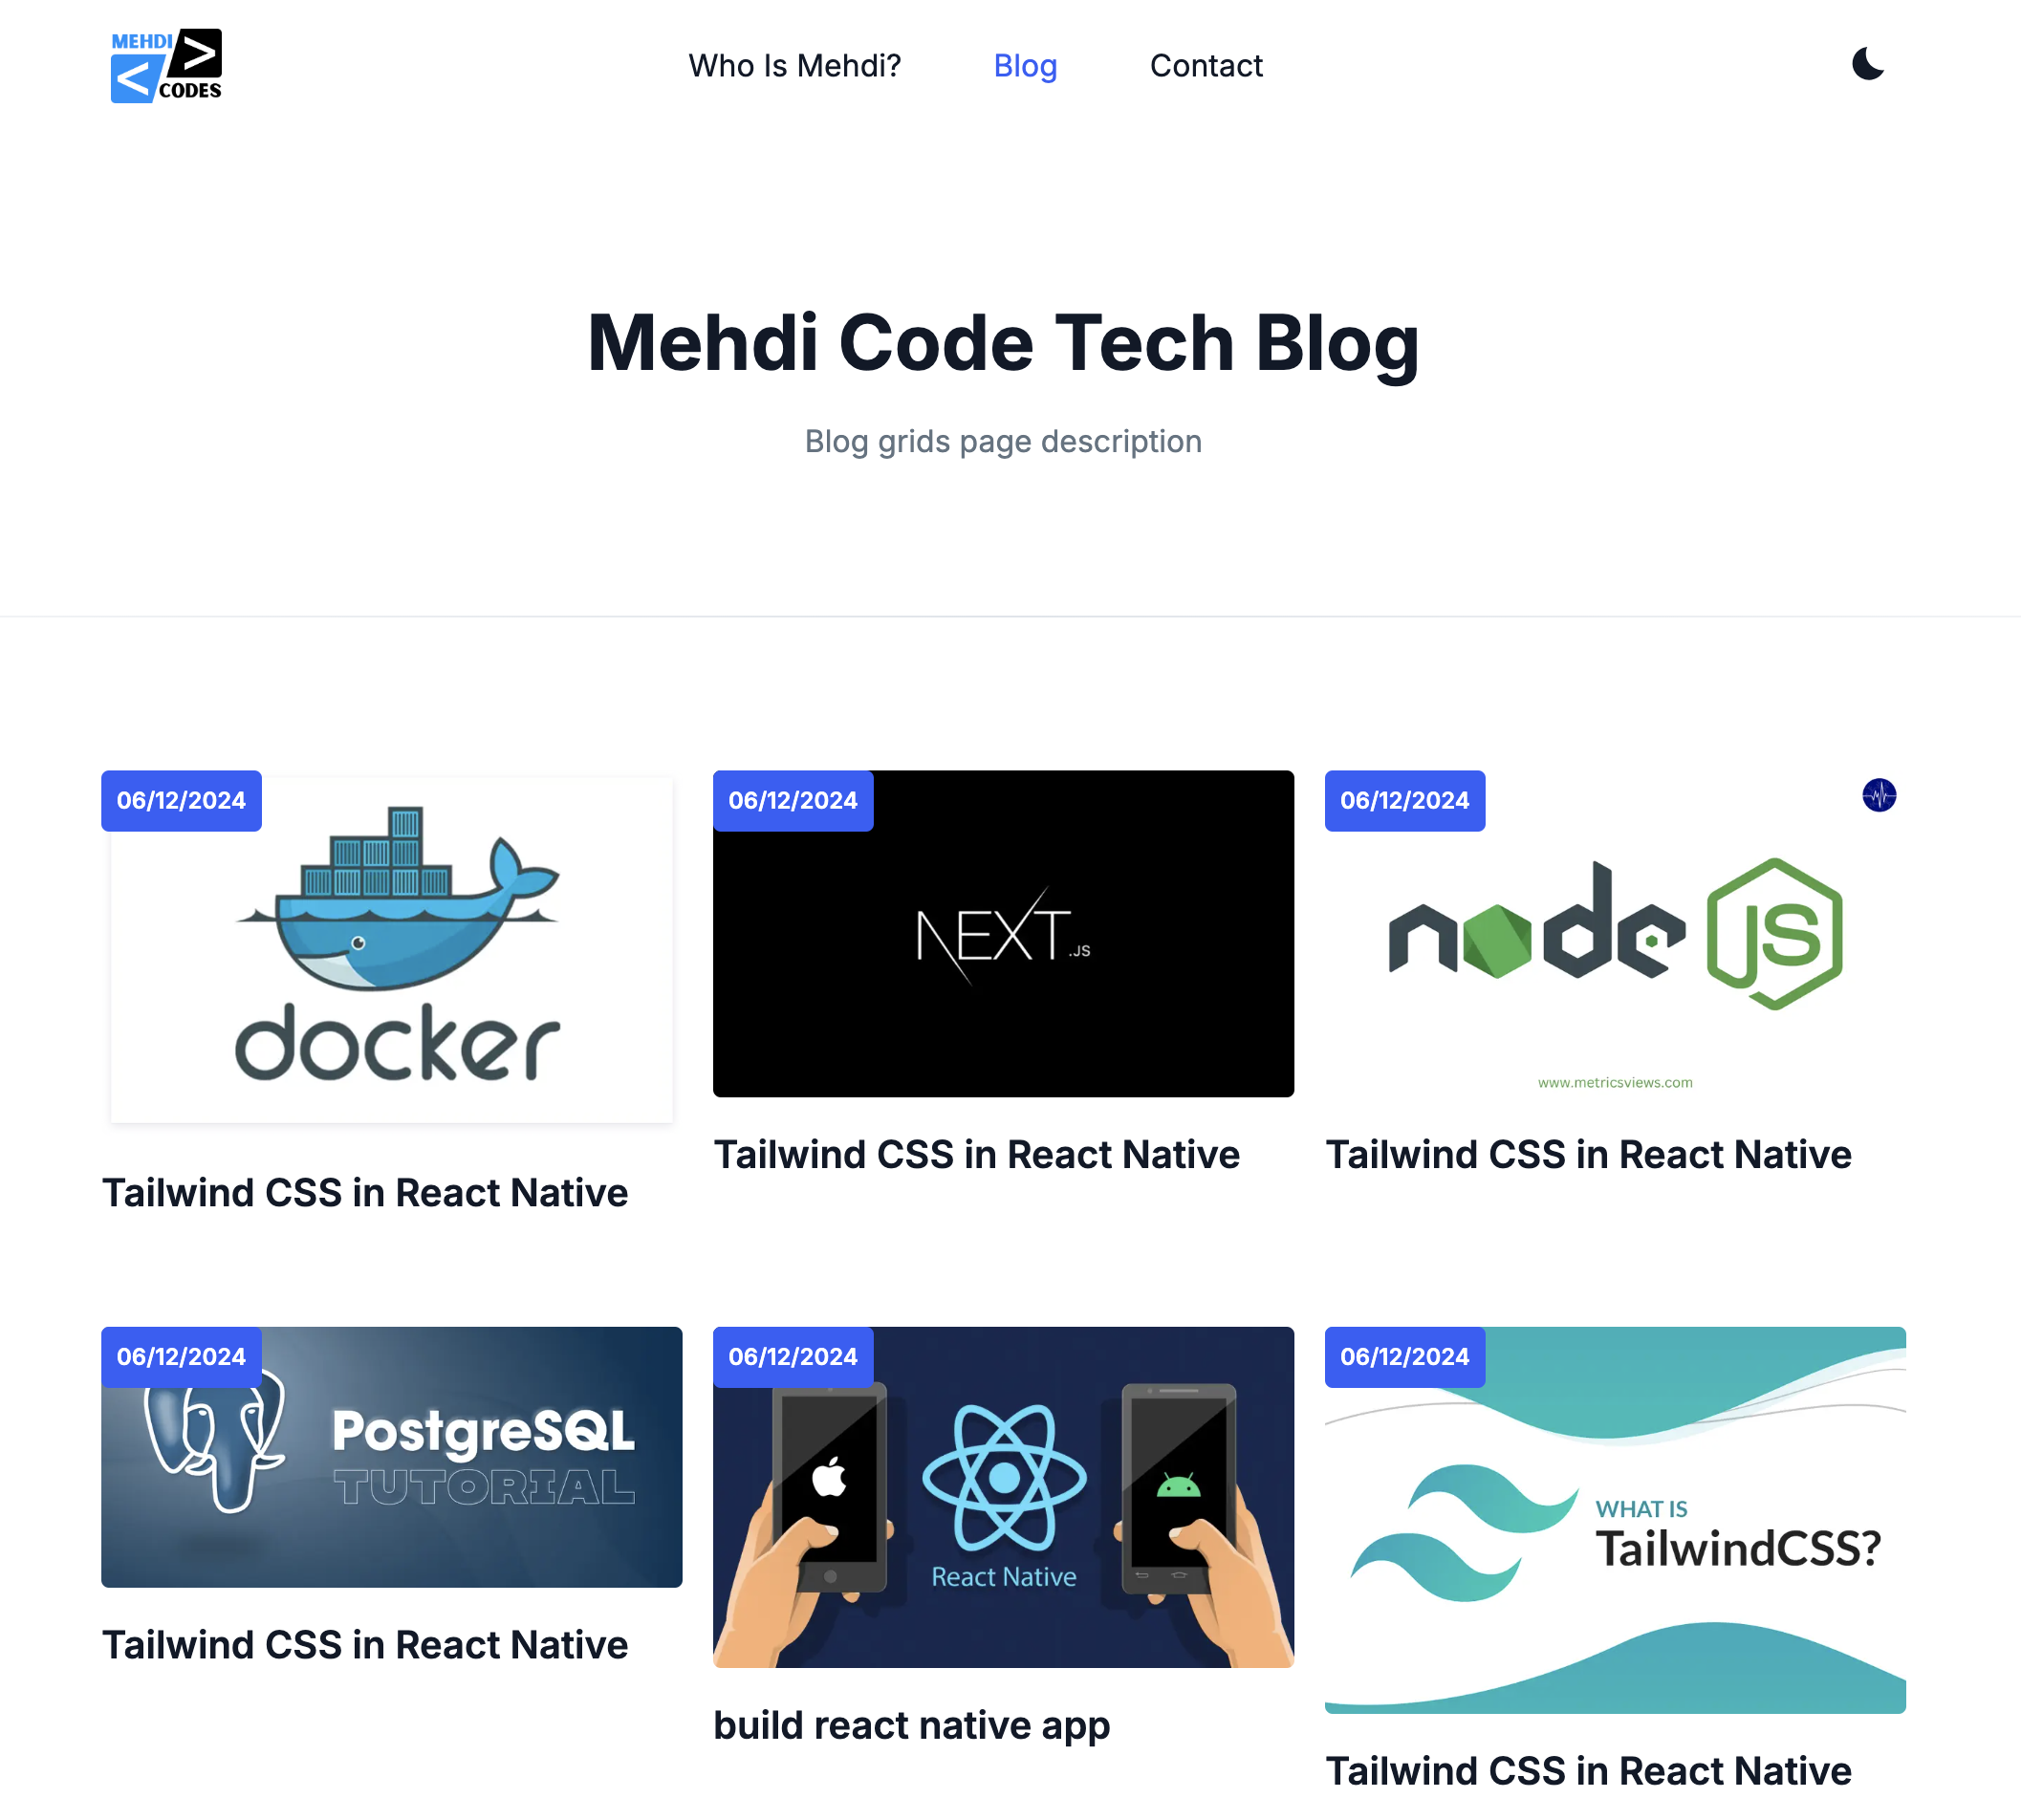 MEHDI
CODES
Who Is Mehdi?
Blog
Contact
Mehdi Code Tech Blog
Blog grids page description
06/12/2024
docker
Tailwind CSS in React Native
06/12/2024
NEXT.JS
Tailwind CSS in React Native
06/12/2024
node JS
www.metricsviews.com
Tailwind CSS in React Native
06/12/2024
PostgreSQL
TUTORIAL
Tailwind CSS in React Native
06/12/2024
React Native
build react native app
06/12/2024
WHAT IS
TailwindCSS?
Tailwind CSS in React Native